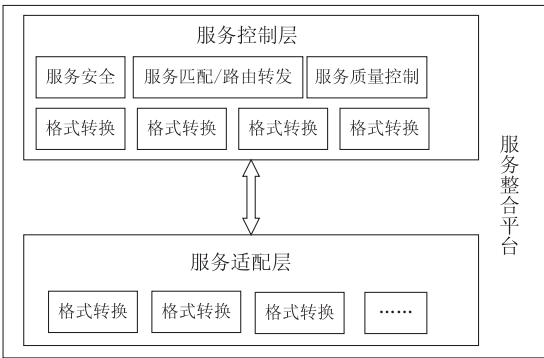 服务控制层
服务安全 服务匹配/路由转发 服务质量控制
格式转换 格式转换 格式转换 格式转换
服务整合平台
服务适配层
格式转换 格式转换 格式转换 ……